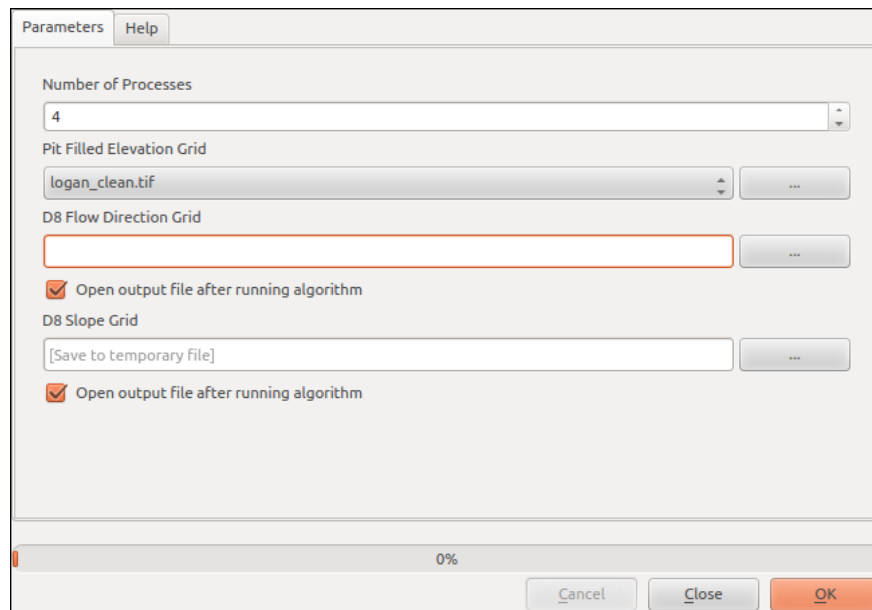 Parameters Help
Number of Processes
4
Pit Filled Elevation Grid
logan_clean.tif ...
D8 Flow Direction Grid
...
Open output file after running algorithm
D8 Slope Grid
[Save to temporary file] ...
Open output file after running algorithm
0%
Cancel Close OK